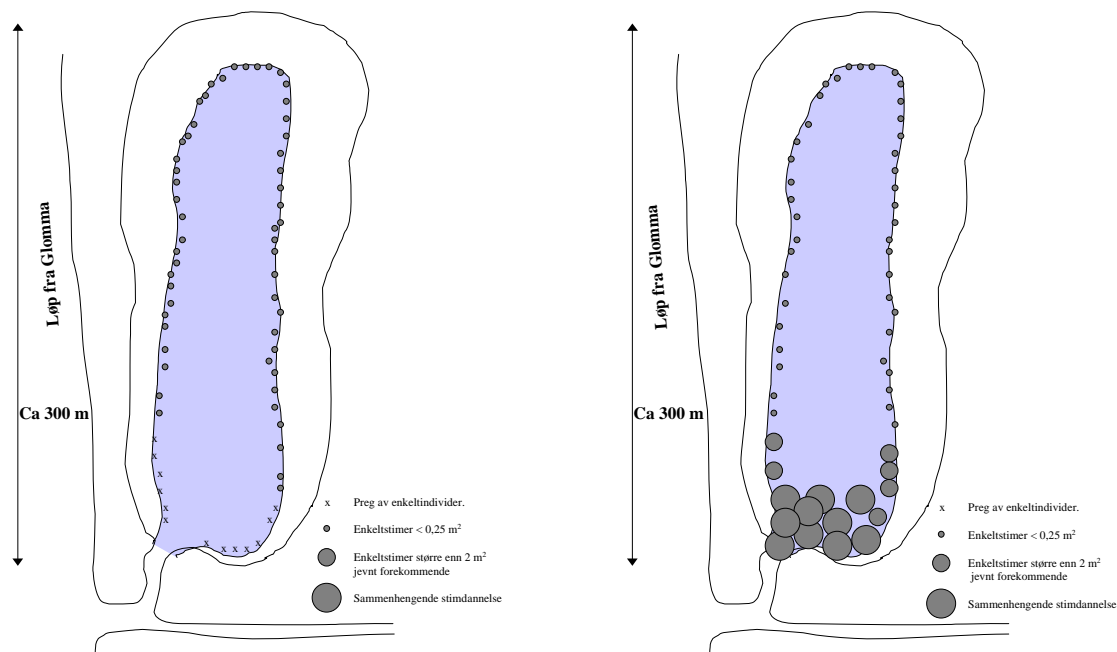 Løp fra Glomma
Ca 300 m
x Preg av enkeltindivider.
Enkeltstimer < 0,25 m²
Enkeltstimer større enn 2 m²
jevnt forekommende
Sammenhengende stimdannelse
Løp fra Glomma
Ca 300 m
x Preg av enkeltindivider.
Enkeltstimer < 0,25 m²
Enkeltstimer større enn 2 m²
jevnt forekommende
Sammenhengende stimdannelse